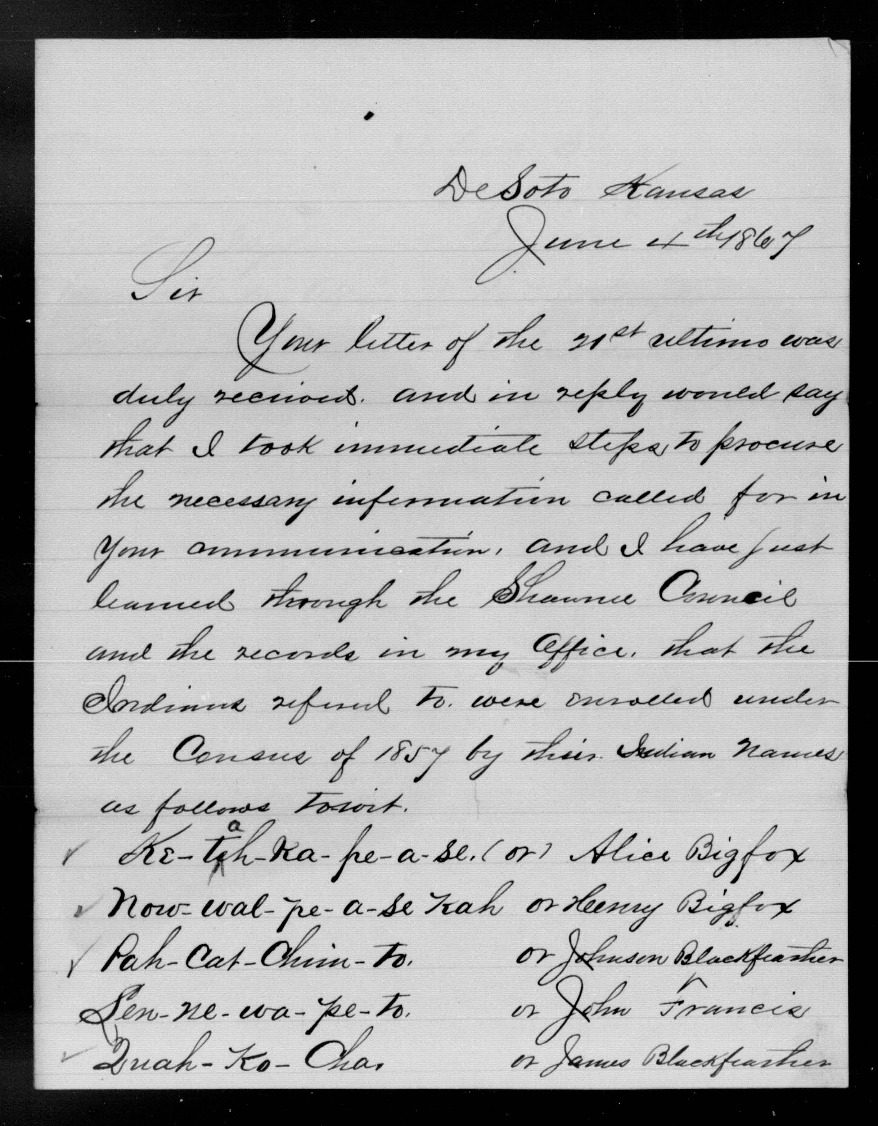 DeSoto Kansas
June 4th 1867
Sir
Your letter of the 21st ultimo was
duly received. and in reply would say
that I took immediate steps to procure
the necessary information called for in
your communication, and I have just
learned through the Shawnee Council
and the records in my Office, that the
Indians refered to. were enrolled under
the Census of 1857 by their Indian Names
as follows towit.
Ke-tah-Ka-pe-a-se. (or) Alice Bigfox
Now-wal-pe-a-se Kah or Henry Bigfox
Pah-Cat-Chim-to. or Johnson Blackfeather
Sen-ne-wa-pe-to. or John Francis
Quah-Ko-Cha. or James Blackfeather